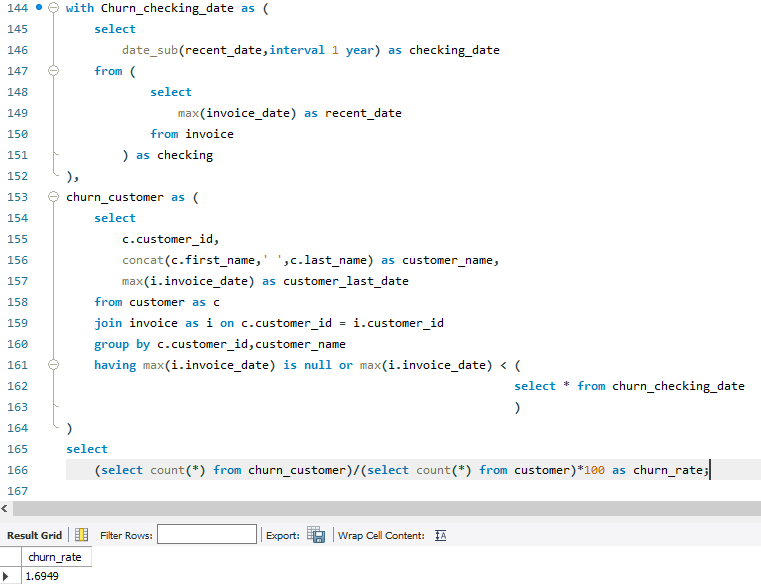 144 with Churn_checking_date as (
145 select
146 date_sub(recent_date,interval 1 year) as checking_date
147 from (
148 select
149 max(invoice_date) as recent_date
150 from invoice
151 ) as checking
152 ),
153 churn_customer as (
154 select
155 c.customer_id,
156 concat(c.first_name,' ',c.last_name) as customer_name,
157 max(i.invoice_date) as customer_last_date
158 from customer as c
159 join invoice as i on c.customer_id = i.customer_id
160 group by c.customer_id,customer_name
161 having max(i.invoice_date) is null or max(i.invoice_date) < (
162 select * from churn_checking_date
163 )
164 )
165 select
166 (select count(*) from churn_customer)/(select count(*) from customer)*100 as churn_rate;
167
Result Grid Filter Rows: Export: Wrap Cell Content: IA
churn_rate
1.6949